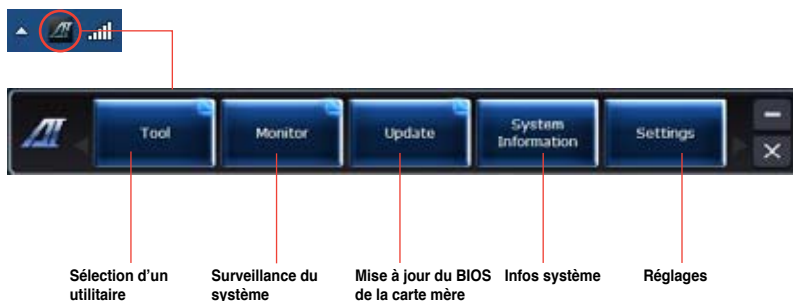 Tool
Monitor
Update
System
Information
Settings
Sélection d'un
utilitaire
Surveillance du
système
Mise à jour du BIOS
de la carte mère
Infos système
Réglages